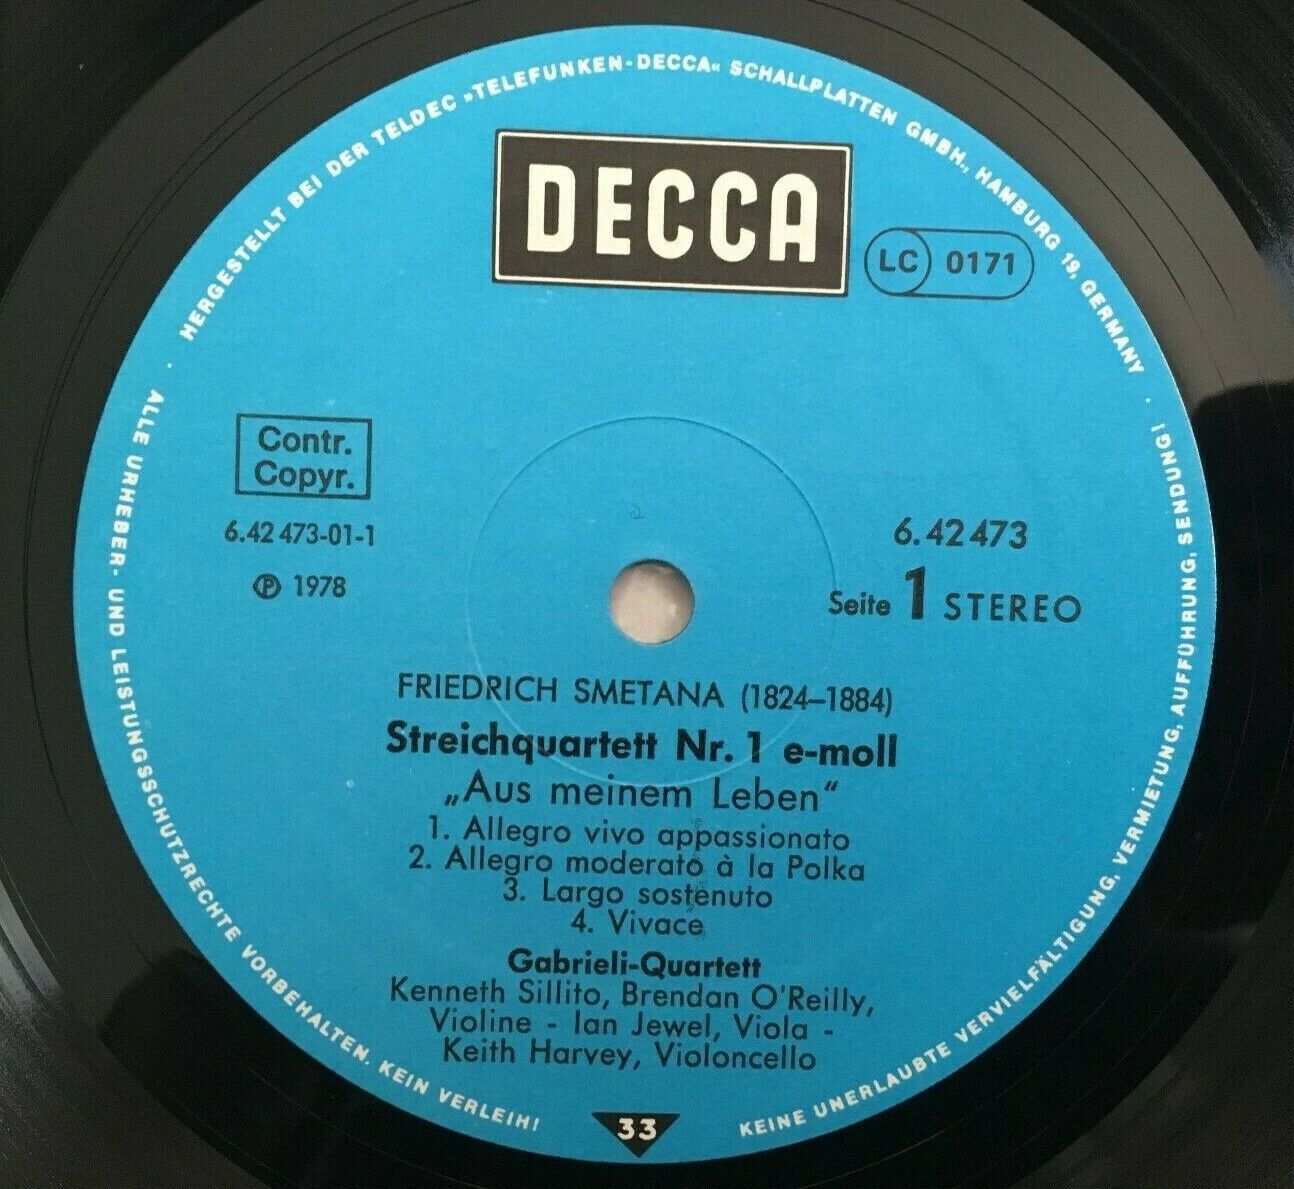 HERGESTELLT BEI DER TELDEC »TELEFUNKEN-DECCA« SCHALLPLATTEN GMBH., HAMBURG 19, GERMANY ·
DECCA
LC 0171
Contr.
Copyr.
6.42 473-01-1
℗ 1978
6.42 473
Seite 1 STEREO
FRIEDRICH SMETANA (1824–1884)
Streichquartett Nr. 1 e-moll
„Aus meinem Leben“
1. Allegro vivo appassionato
2. Allegro moderato à la Polka
3. Largo sostenuto
4. Vivace
Gabrieli-Quartett
Kenneth Sillito, Brendan O'Reilly,
Violine - Ian Jewel, Viola -
Keith Harvey, Violoncello
33
ALLE URHEBER- UND LEISTUNGSSCHUTZRECHTE VORBEHALTEN. KEIN VERLEIH!
KEINE UNERLAUBTE VERVIELFÄLTIGUNG, VERMIETUNG, AUFFÜHRUNG, SENDUNG! ·